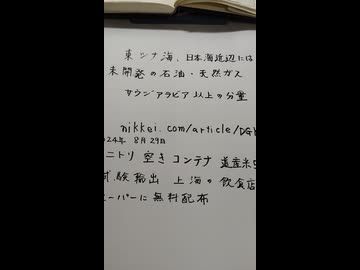 東シナ海、日本海近辺には
未開発の石油・天然ガス
サウジアラビア以上の分量
nikkei.com/article/DG
2024年 8月29日
ニトリ 空き コンテナ 道産米
試験輸出 上海の飲食店
ーパーに無料配布